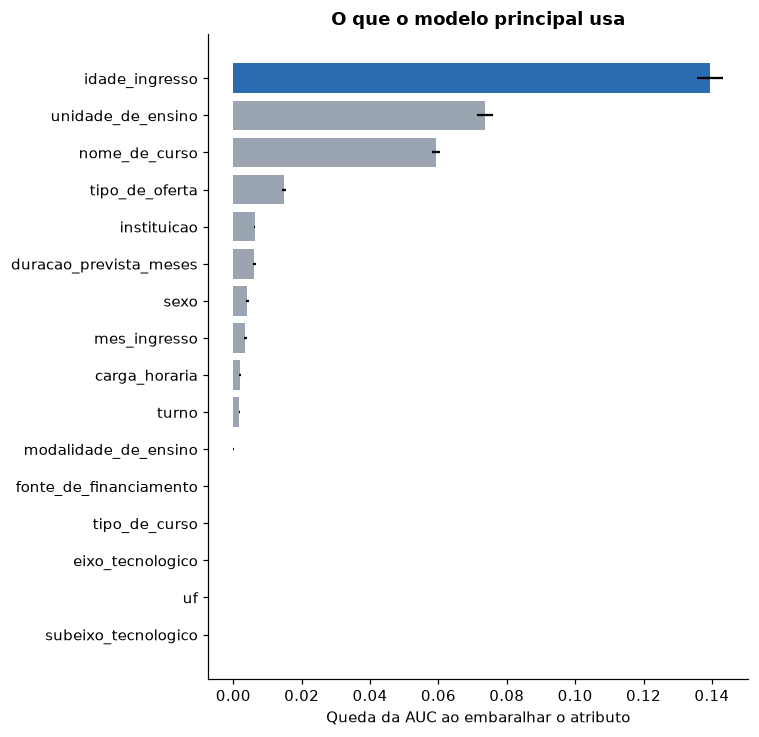 O que o modelo principal usa
idade_ingresso
unidade_de_ensino
nome_de_curso
tipo_de_oferta
instituicao
duracao_prevista_meses
sexo
mes_ingresso
carga_horaria
turno
modalidade_de_ensino
fonte_de_financiamento
tipo_de_curso
eixo_tecnologico
uf
subeixo_tecnologico
0.00 0.02 0.04 0.06 0.08 0.10 0.12 0.14
Queda da AUC ao embaralhar o atributo